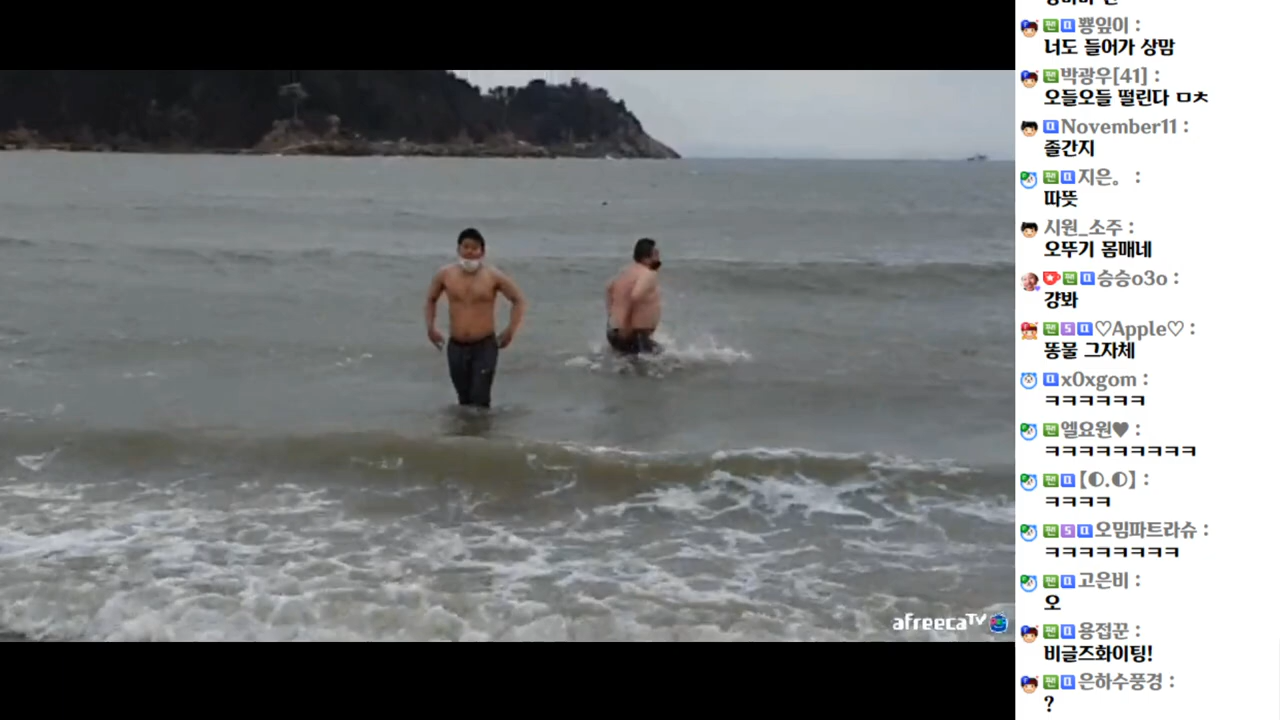 뿅잎이 :
너도 들어가 상맘
박광우[41] :
오들오들 떨린다 ㅁㅊ
November11 :
졸간지
지은。 :
따뜻
시원_소주 :
오뚜기 몸매네
승승o3o :
걍봐
♡Apple♡ :
똥물 그자체
x0xgom :
ㅋㅋㅋㅋㅋㅋ
엘요원♥ :
ㅋㅋㅋㅋㅋㅋㅋㅋㅋ
【◐.◐】 :
ㅋㅋㅋㅋ
오밈파트라슈 :
ㅋㅋㅋㅋㅋㅋㅋㅋ
고은비 :
오
용접꾼 :
비글즈화이팅!
은하수풍경 :
?
afreecaTV